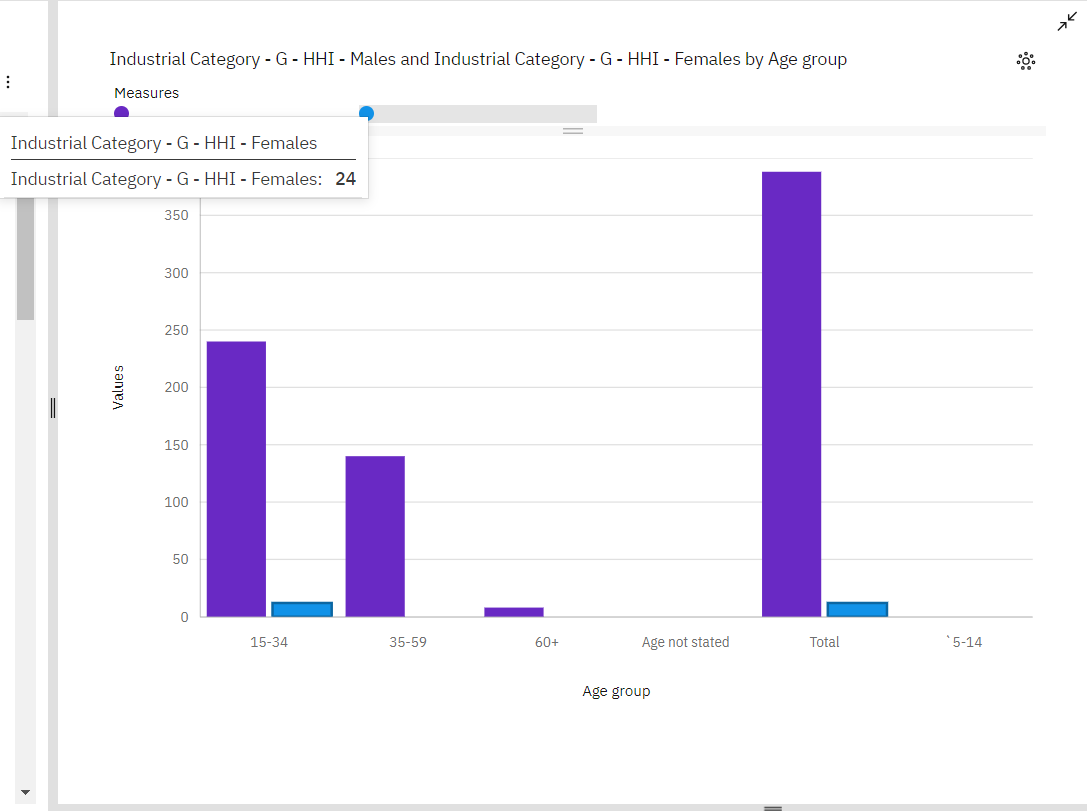 Industrial Category - G - HHI - Males and Industrial Category - G - HHI - Females by Age group
Measures
Industrial Category - G - HHI - Females
Industrial Category - G - HHI - Females: 24
350
300
250
200
150
100
50
0
Values
15-34
35-59
60+
Age not stated
Total
`5-14
Age group